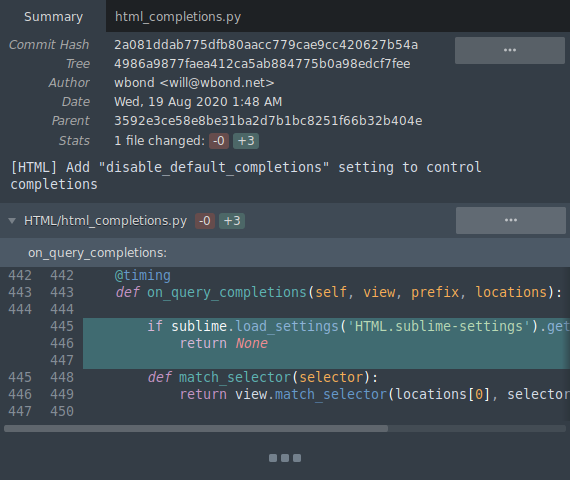 Summary html_completions.py
Commit Hash 2a081ddab775dfb80aacc779cae9cc420627b54a
Tree 4986a9877faea412ca5ab884775b0a98edcf7fee
Author wbond <will@wbond.net>
Date Wed, 19 Aug 2020 1:48 AM
Parent 3592e3ce58e8be31ba2d7b1bc8251f66b32b404e
Stats 1 file changed: -0 +3
[HTML] Add "disable_default_completions" setting to control
completions
HTML/html_completions.py -0 +3
on_query_completions:
442 442 @timing
443 443 def on_query_completions(self, view, prefix, locations):
444 444
445 if sublime.load_settings('HTML.sublime-settings').get
446 return None
447
445 448 def match_selector(selector):
446 449 return view.match_selector(locations[0], selector
447 450